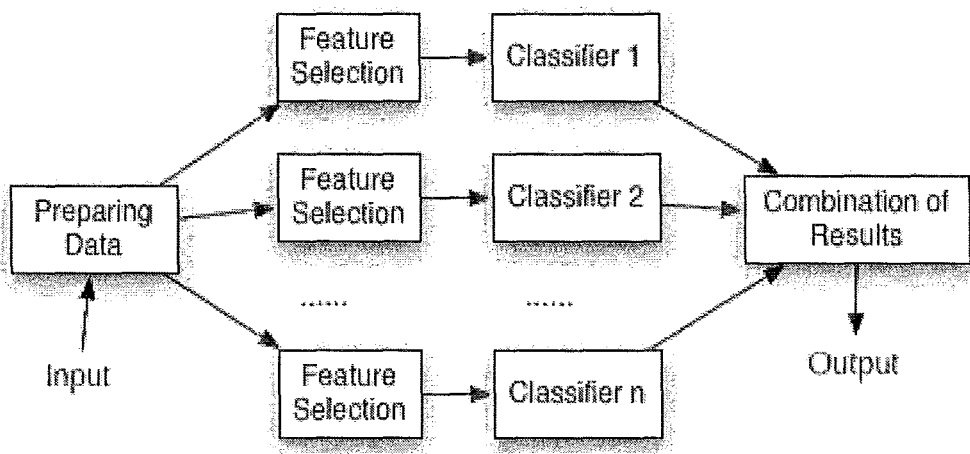 Feature
Selection
Classifier 1
Feature
Selection
Classifier 2
Preparing
Data
Combination of
Results
......
......
Input
Feature
Selection
Classifier n
Output